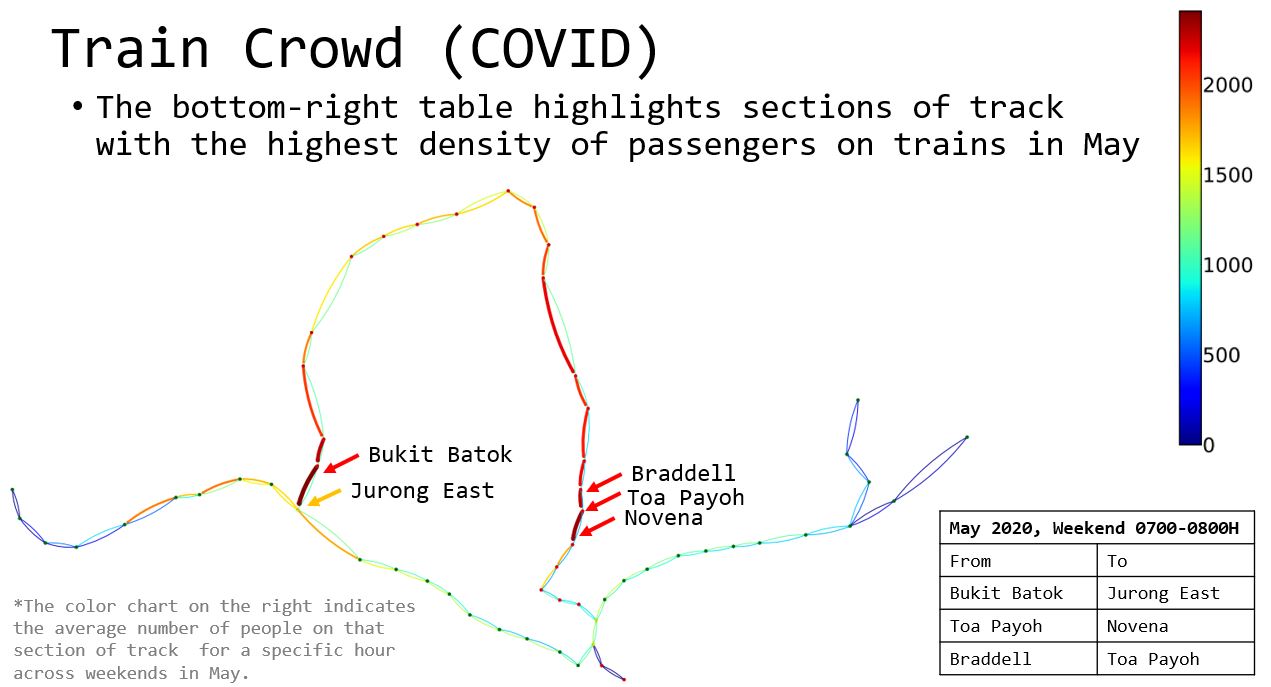 Train Crowd (COVID)
• The bottom-right table highlights sections of track
with the highest density of passengers on trains in May
2000
1500
1000
500
0
Bukit Batok
Jurong East
Braddell
Toa Payoh
Novena
May 2020, Weekend 0700-0800H
From To
Bukit Batok Jurong East
Toa Payoh Novena
Braddell Toa Payoh
*The color chart on the right indicates
the average number of people on that
section of track  for a specific hour
across weekends in May.